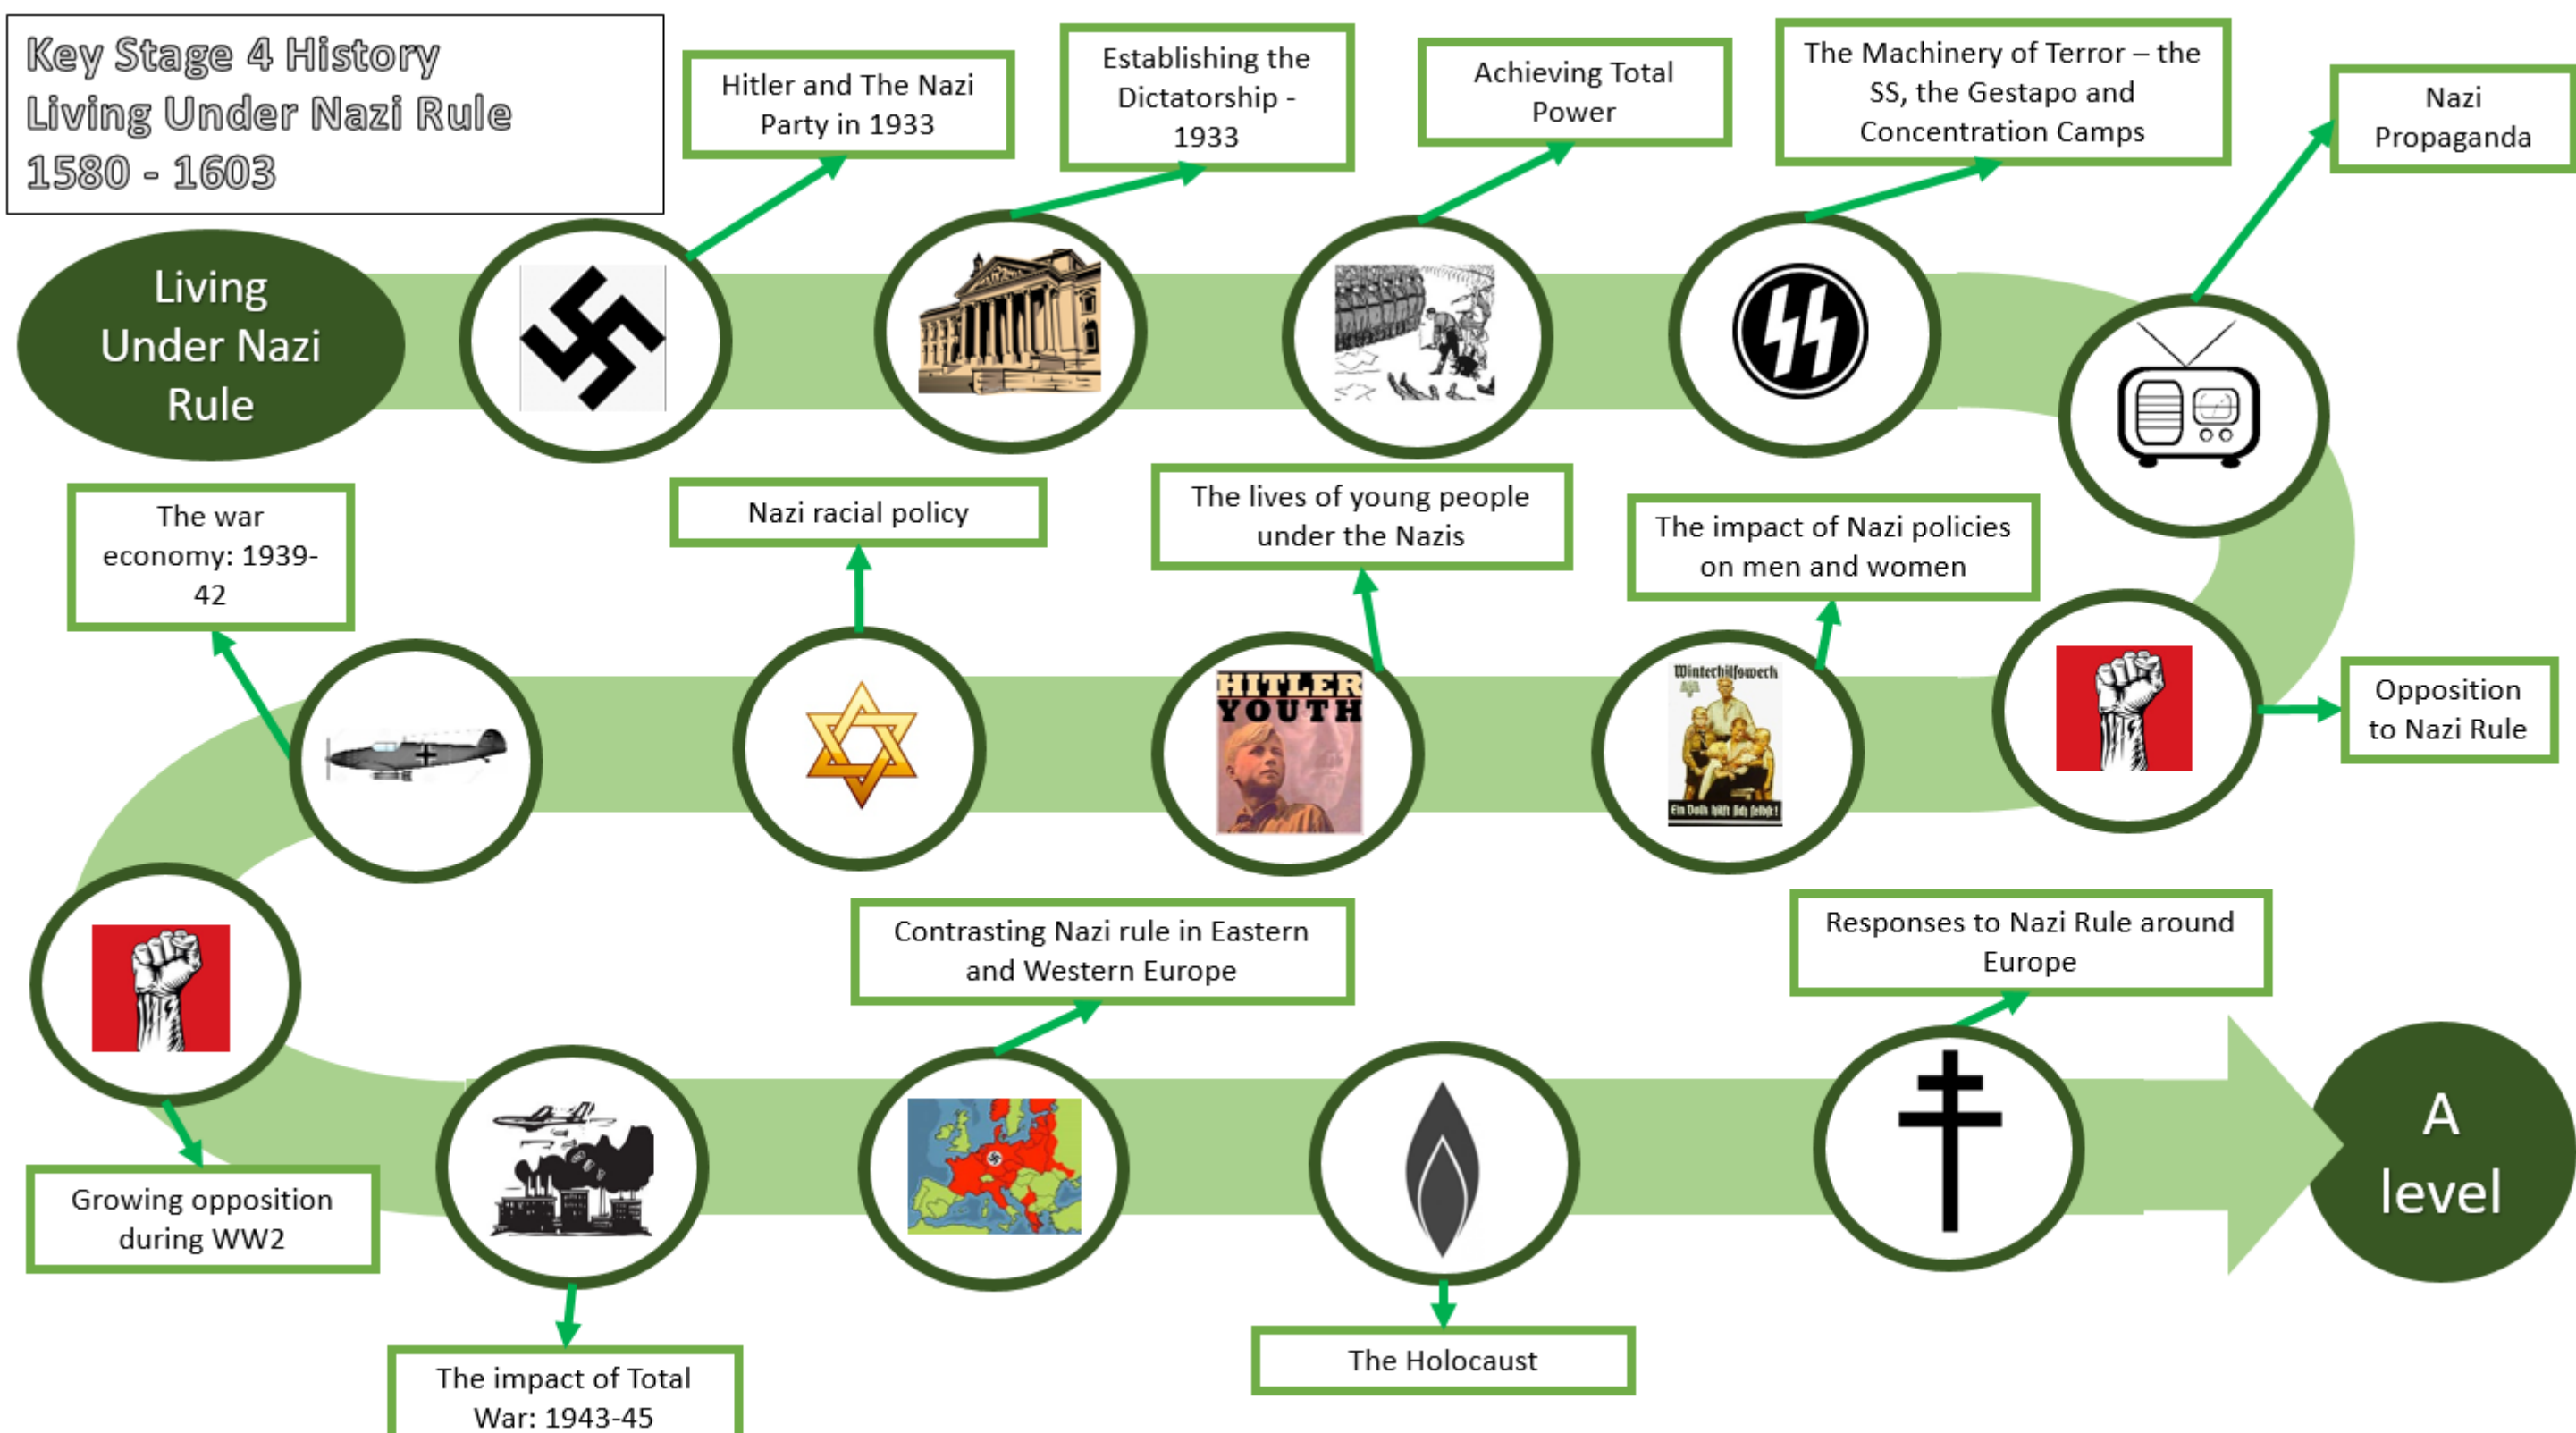 Key Stage 4 History
Living Under Nazi Rule
1580 - 1603
Living
Under Nazi
Rule
Hitler and The Nazi
Party in 1933
Establishing the
Dictatorship -
1933
Achieving Total
Power
The Machinery of Terror – the
SS, the Gestapo and
Concentration Camps
Nazi
Propaganda
Opposition
to Nazi Rule
The impact of Nazi policies
on men and women
Winterhilfswerk
Ein Volk hilft sich selbst!
The lives of young people
under the Nazis
HITLER
YOUTH
Nazi racial policy
The war
economy: 1939-
42
Growing opposition
during WW2
The impact of Total
War: 1943-45
Contrasting Nazi rule in Eastern
and Western Europe
The Holocaust
Responses to Nazi Rule around
Europe
A
level